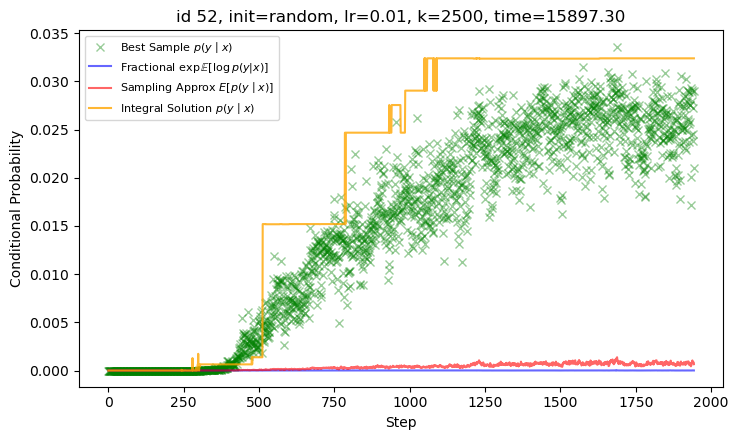 id 52, init=random, lr=0.01, k=2500, time=15897.30
Conditional Probability
0.035
0.030
0.025
0.020
0.015
0.010
0.005
0.000
Best Sample p(y | x)
Fractional exp𝔼[log p(y|x)]
Sampling Approx E[p(y | x)]
Integral Solution p(y | x)
0 250 500 750 1000 1250 1500 1750 2000
Step